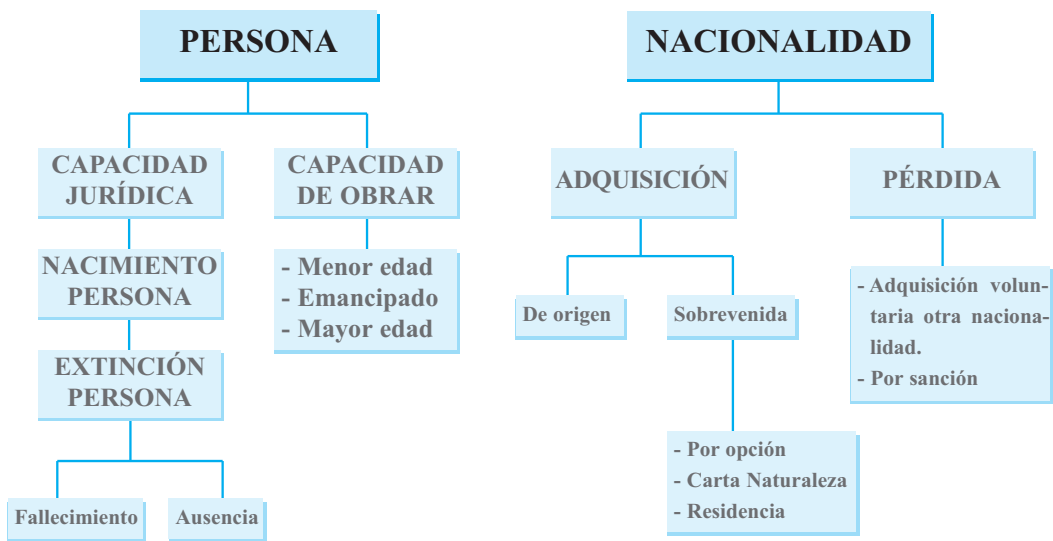 PERSONA
CAPACIDAD
JURÍDICA
NACIMIENTO
PERSONA
EXTINCIÓN
PERSONA
Fallecimiento
Ausencia
CAPACIDAD
DE OBRAR
- Menor edad
- Emancipado
- Mayor edad
NACIONALIDAD
ADQUISICIÓN
De origen
Sobrevenida
- Por opción
- Carta Naturaleza
- Residencia
PÉRDIDA
- Adquisición volun-
taria otra naciona-
lidad.
- Por sanción